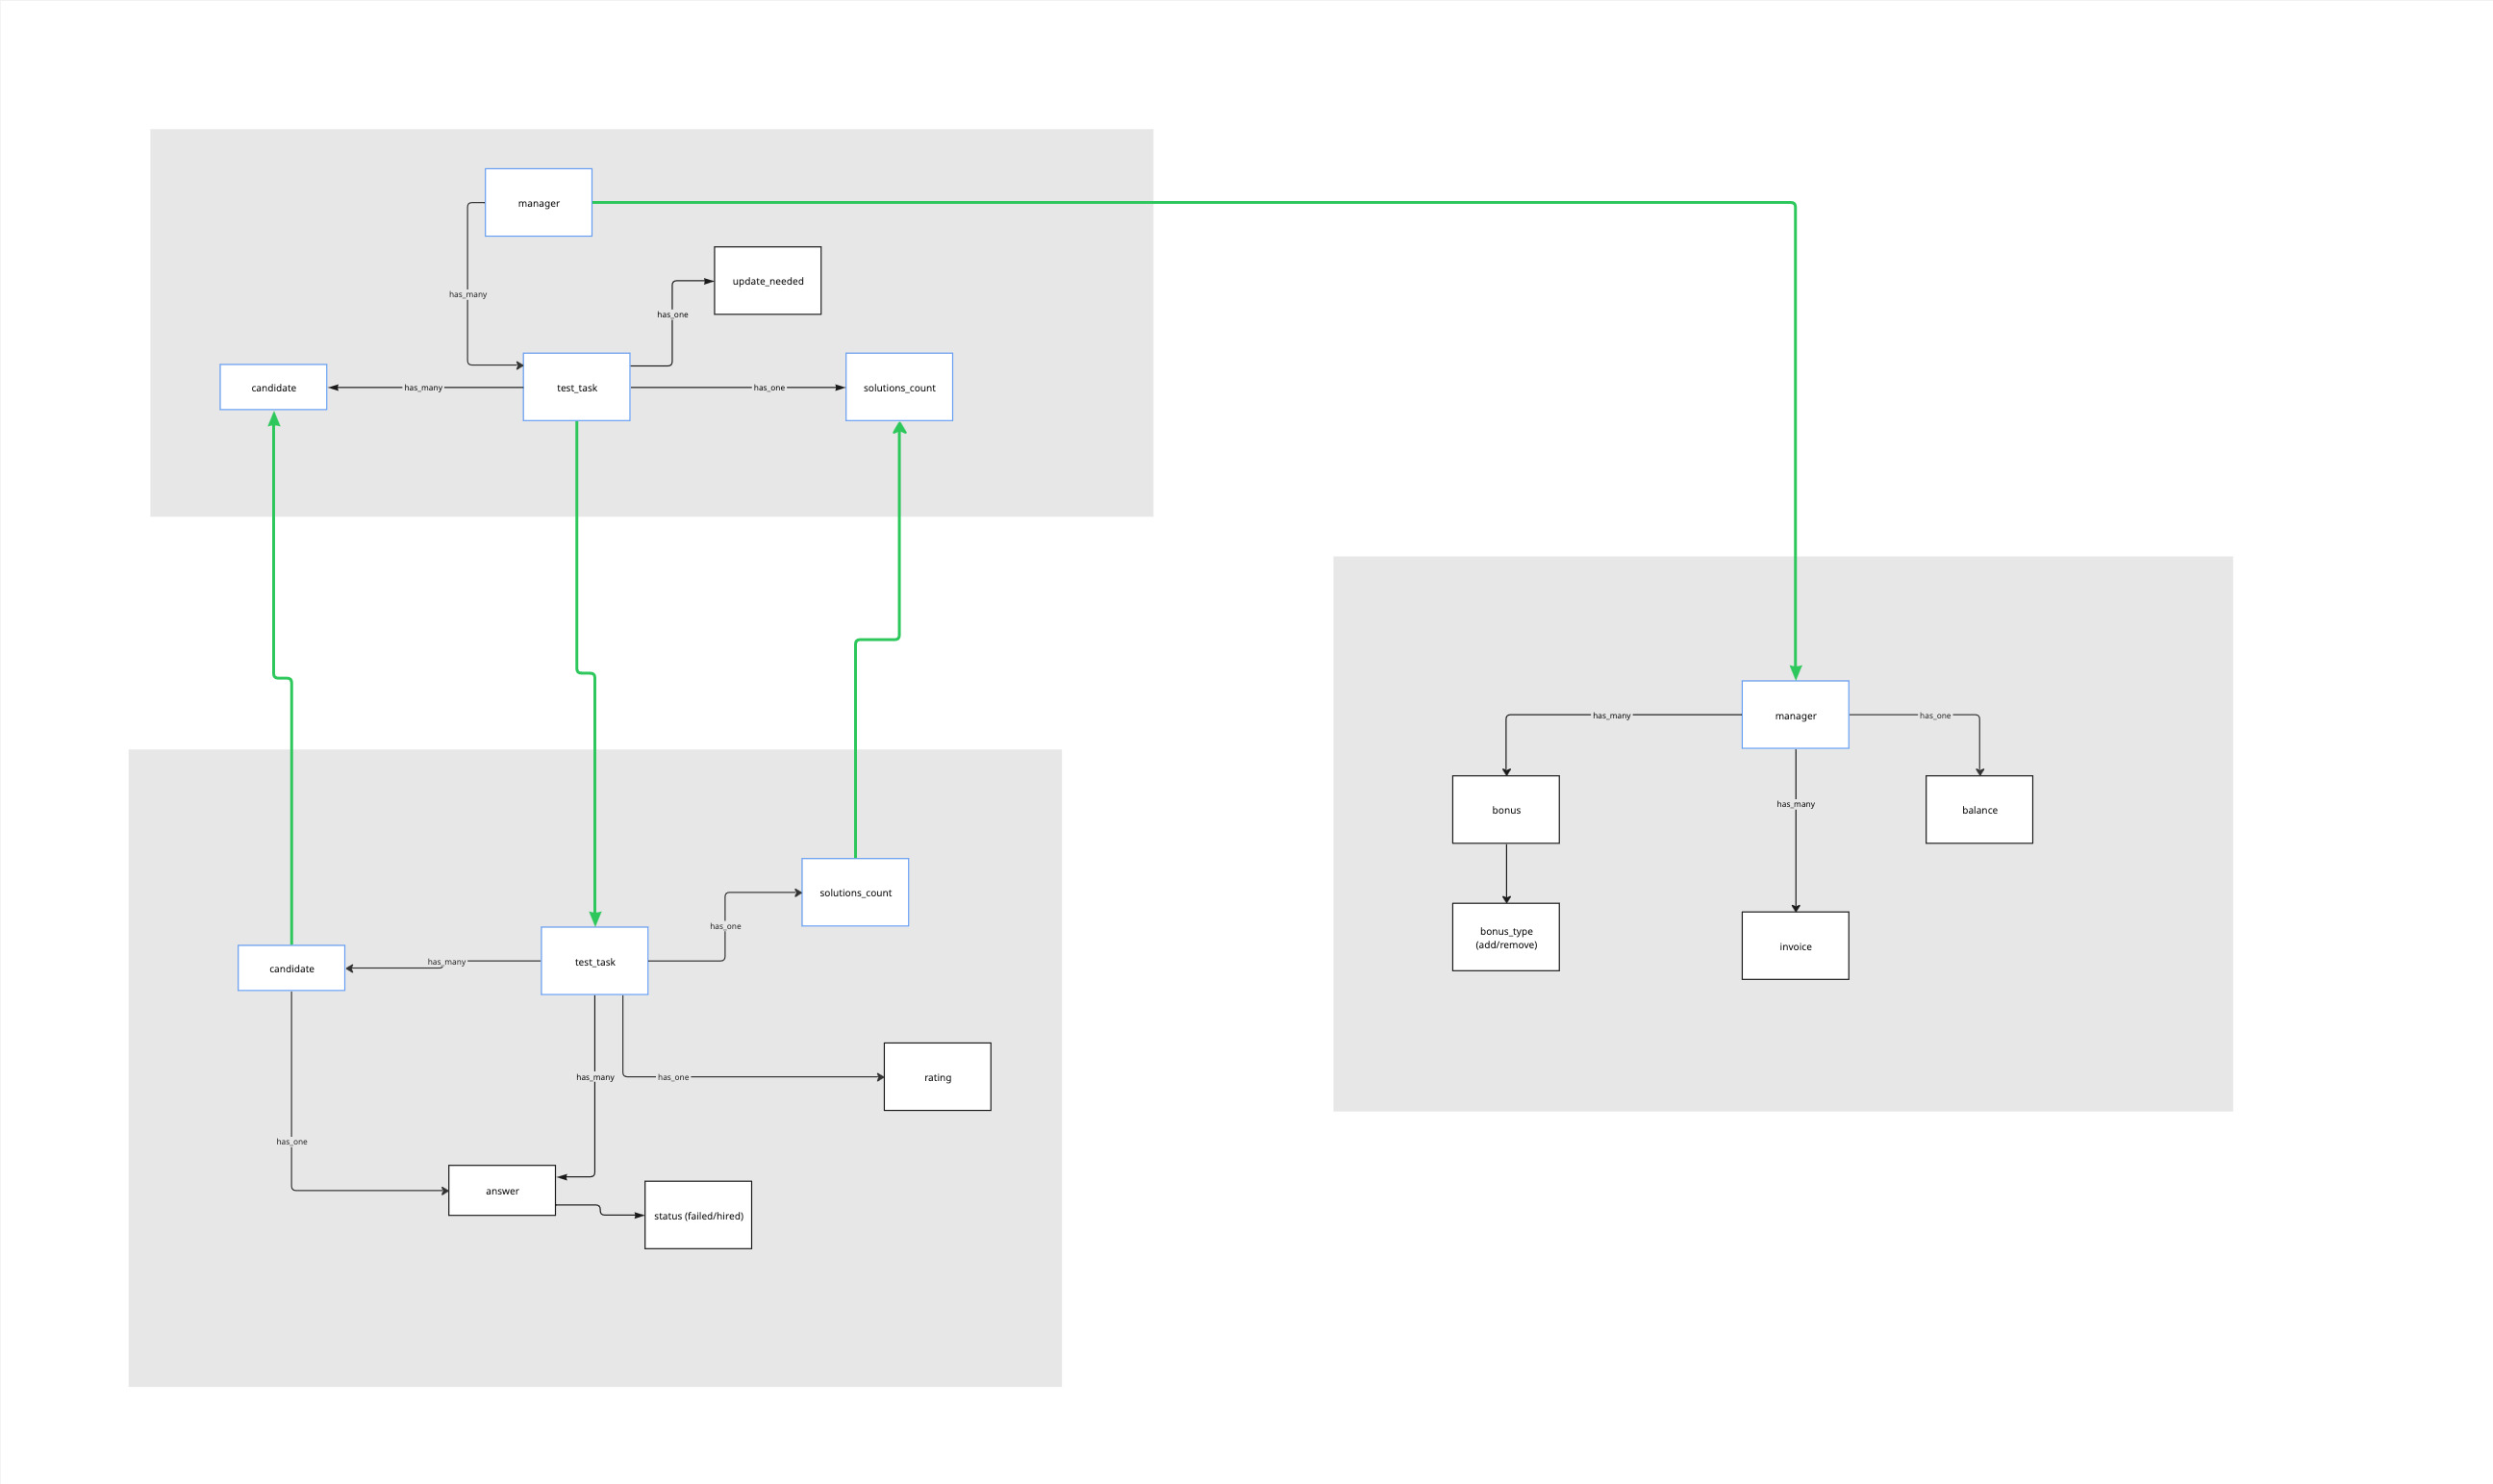 manager
update_needed
has_many
has_one
candidate
has_many
test_task
has_one
solutions_count
manager
has_many
has_one
bonus
has_many
balance
bonus_type
(add/remove)
invoice
solutions_count
has_one
candidate
has_many
test_task
rating
has_many
has_one
has_one
answer
status (failed/hired)